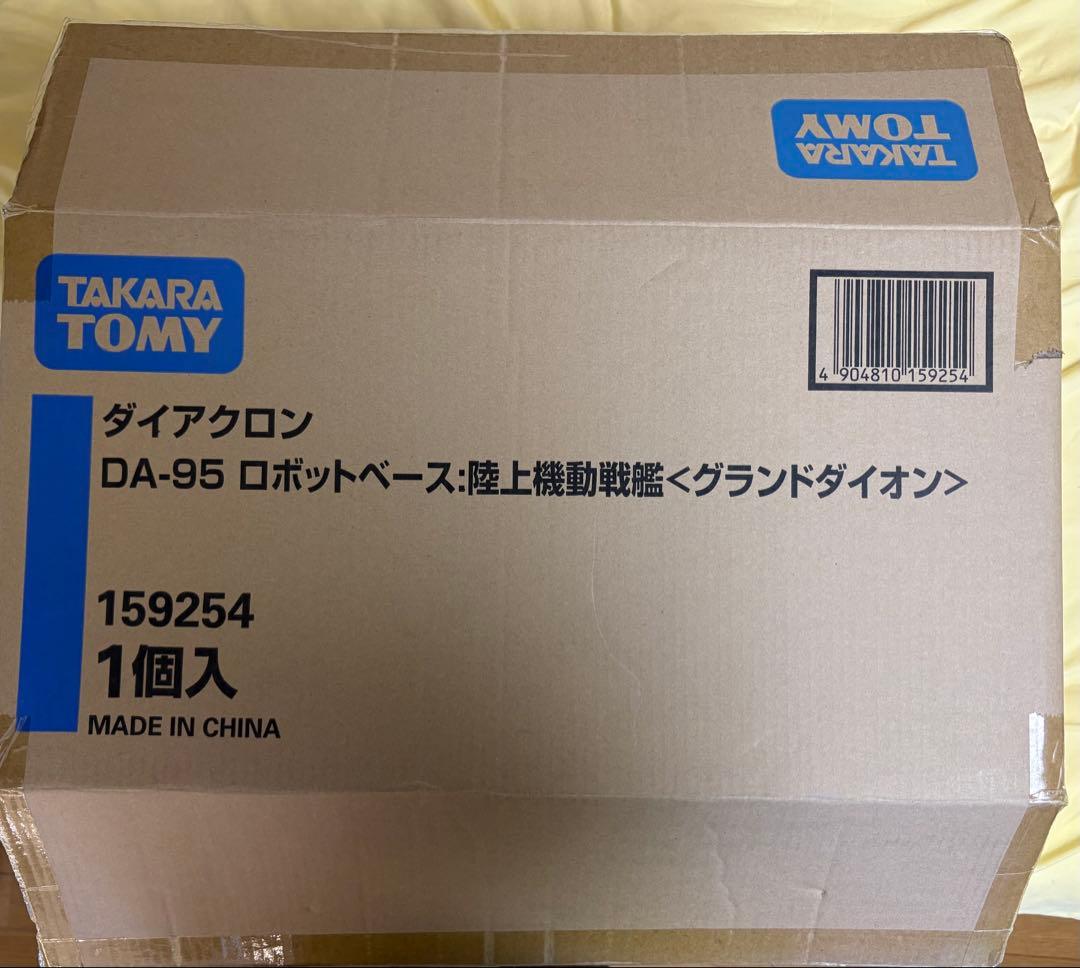 TAKARA
TOMY
TAKARA
TOMY
4 904810 159254
ダイアクロン
DA-95 ロボットベース:陸上機動戦艦<グランドダイオン>
159254
1個入
MADE IN CHINA